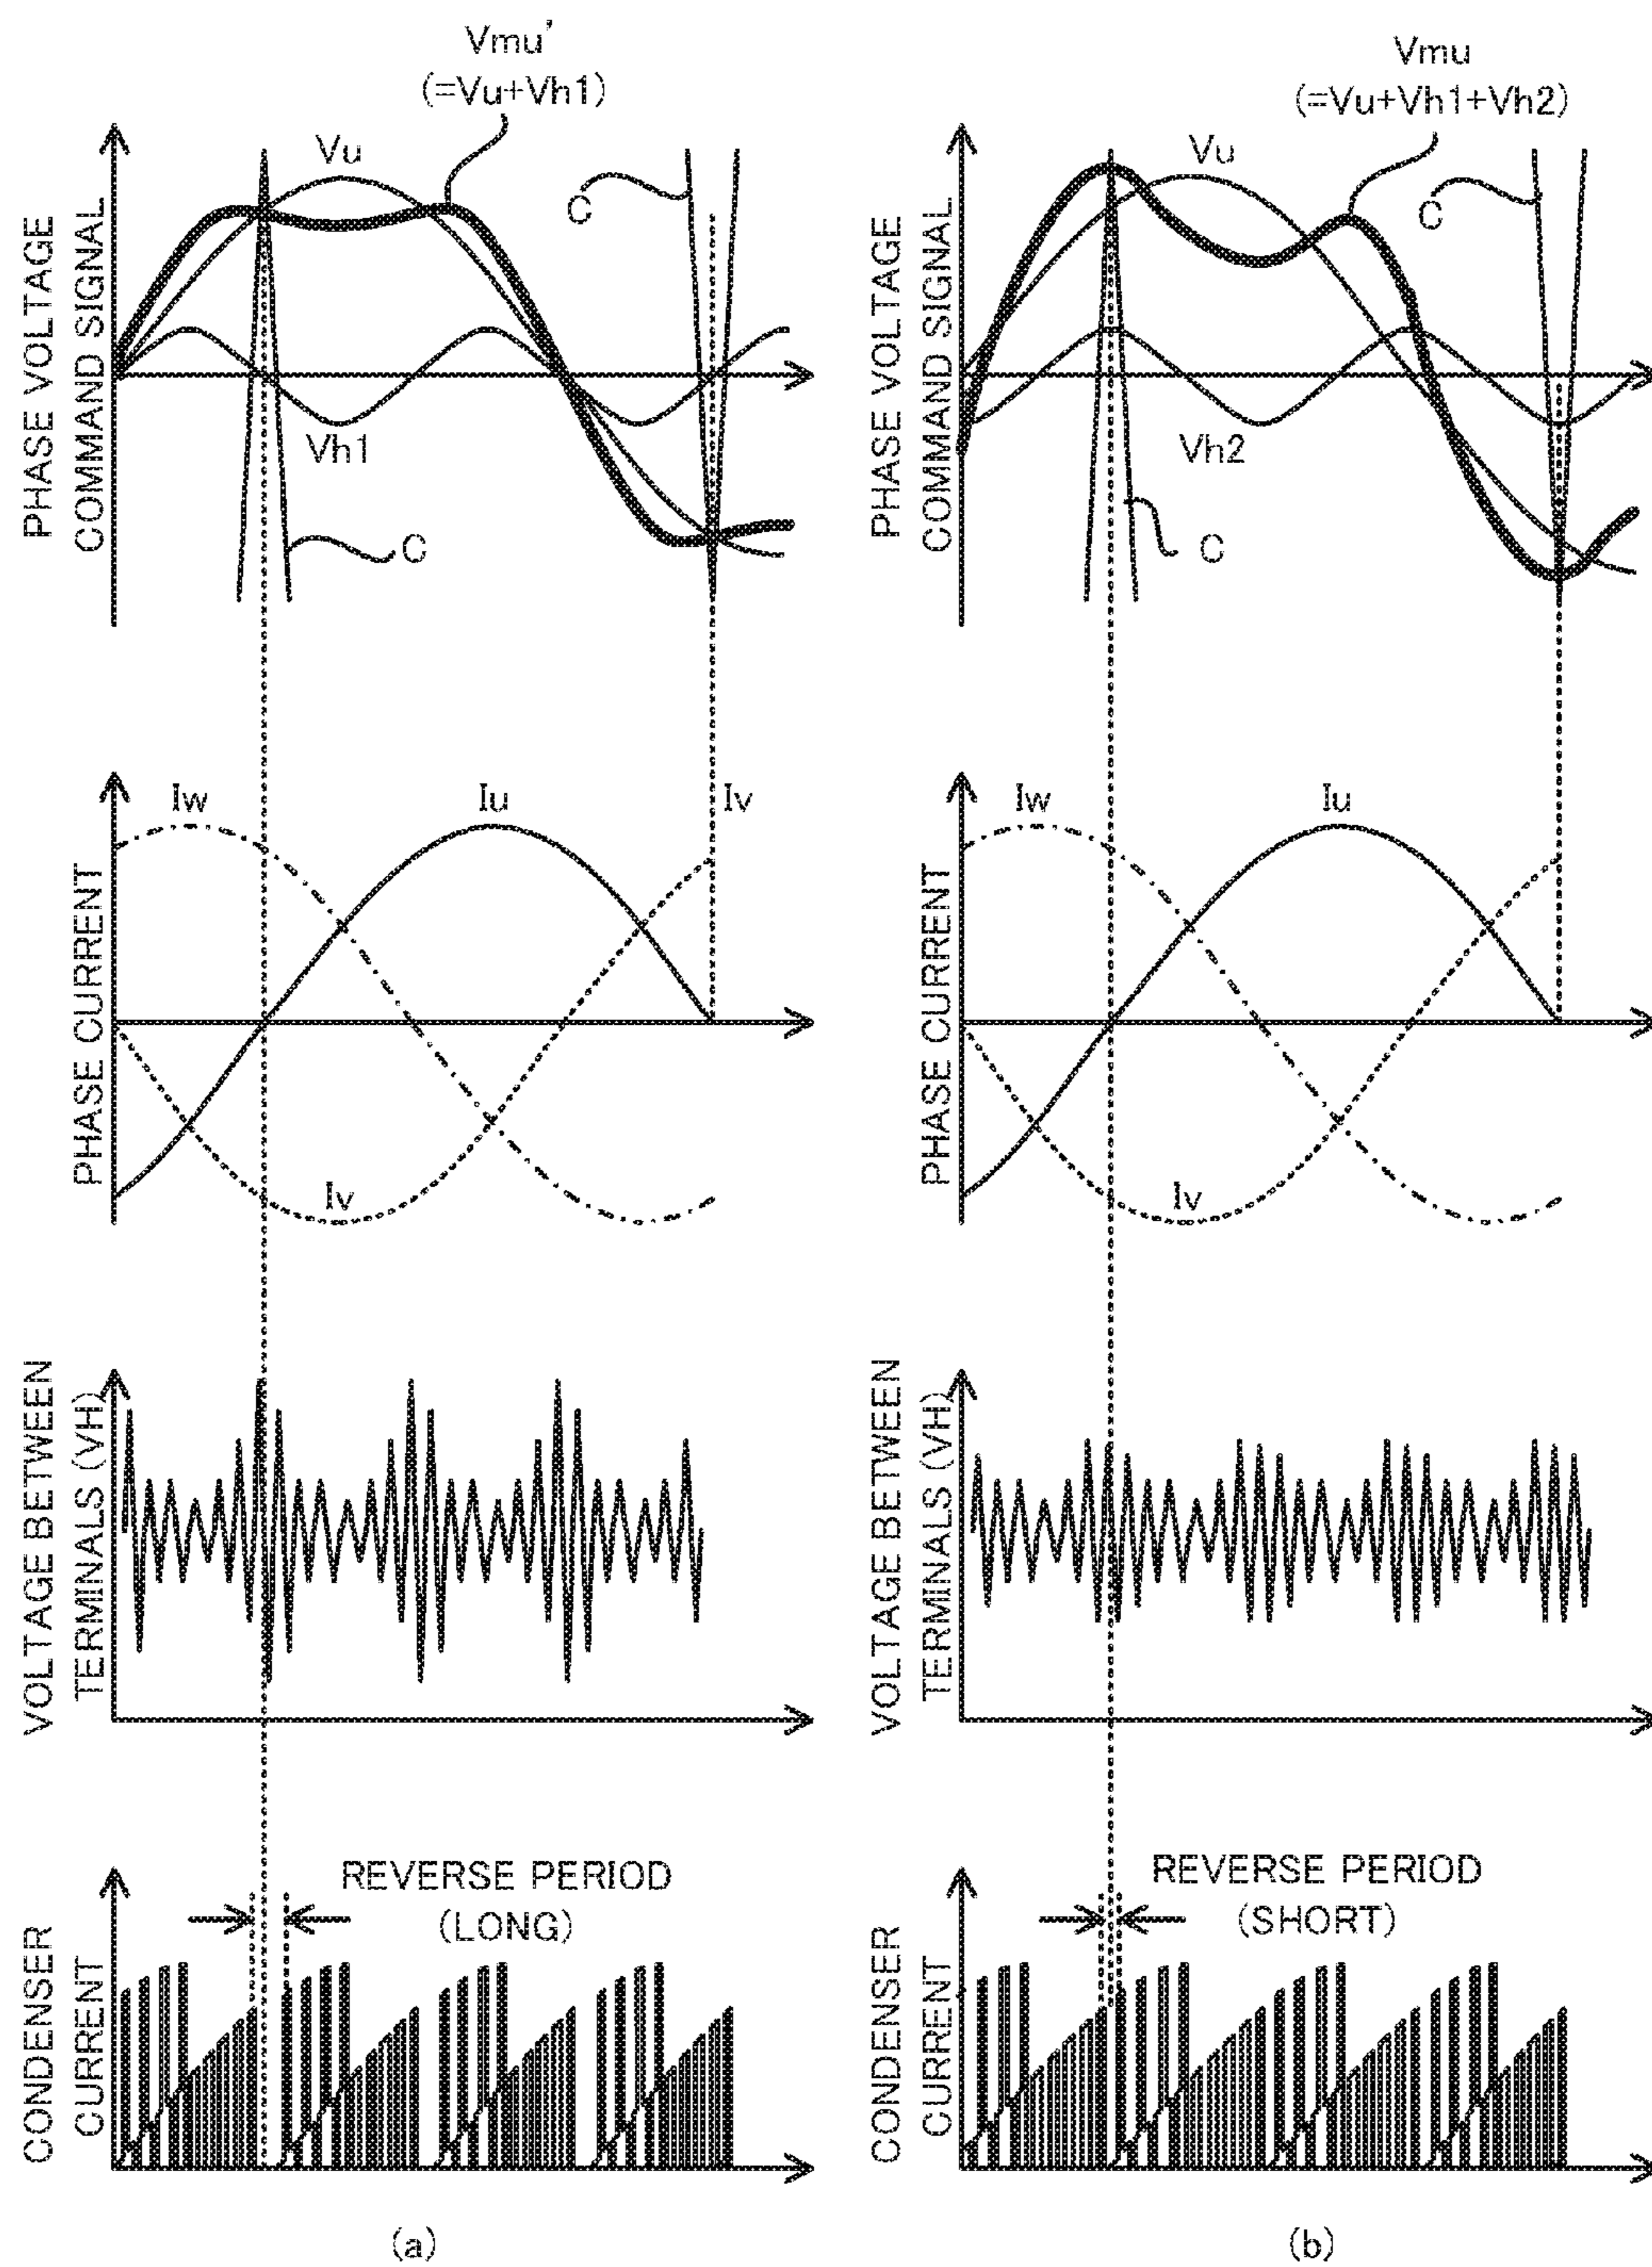 Vmu'
(=Vu+Vh1)
Vu
C
Vh1
C
PHASE VOLTAGE
COMMAND SIGNAL
Vmu
(=Vu+Vh1+Vh2)
Vu
C
Vh2
C
PHASE VOLTAGE
COMMAND SIGNAL
Iw
Iu
Iv
Iv
PHASE CURRENT
Iw
Iu
Iv
PHASE CURRENT
VOLTAGE BETWEEN
TERMINALS (VH)
VOLTAGE BETWEEN
TERMINALS (VH)
REVERSE PERIOD
(LONG)
CONDENSER
CURRENT
REVERSE PERIOD
(SHORT)
CONDENSER
CURRENT
(a)
(b)